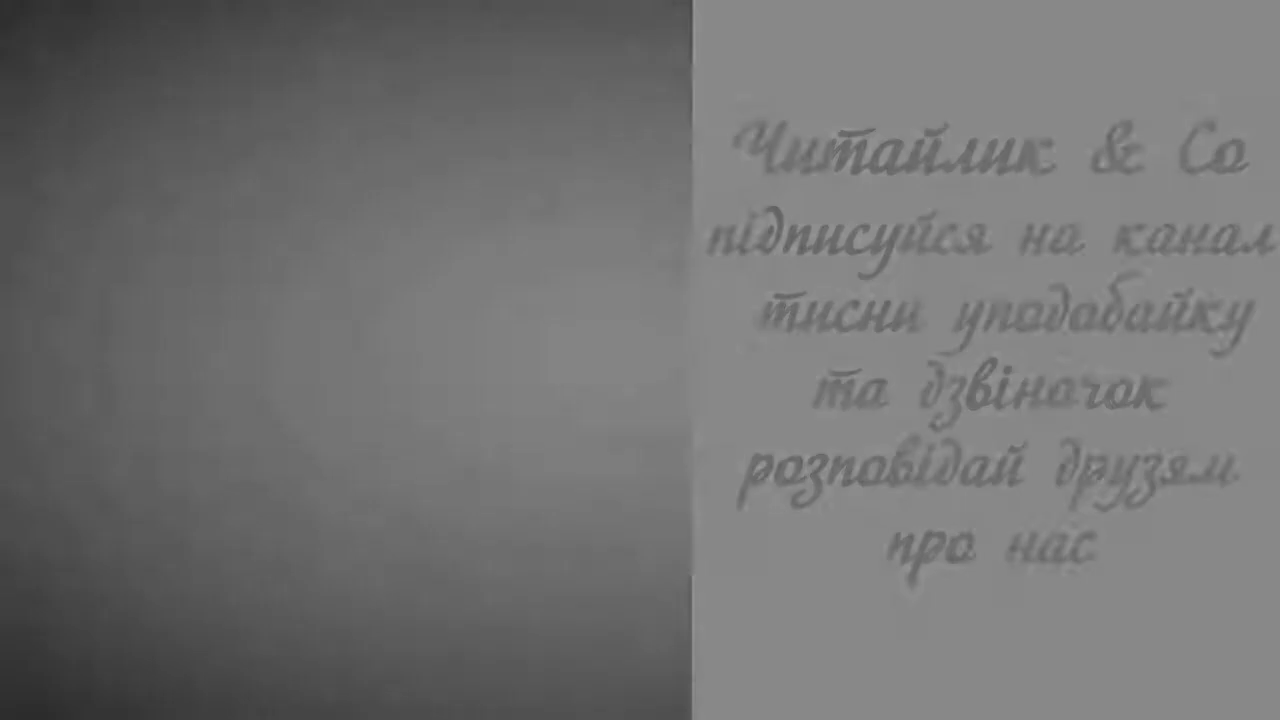 Читайлик & Co
підписуйся на канал
тисни уподобайку
та дзвіночок
розповідай друзям
про нас